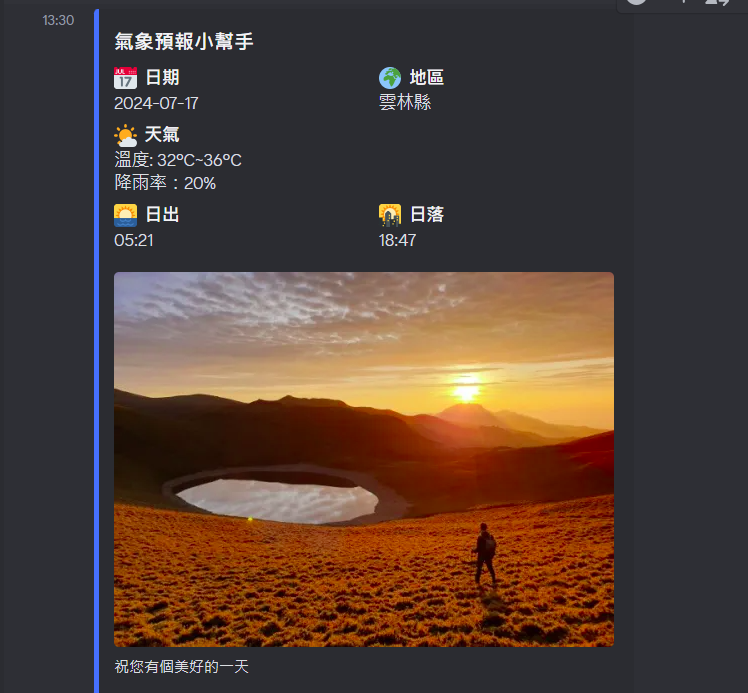 13:30
氣象預報小幫手
JUL 17 日期
地區
2024-07-17
雲林縣
天氣
溫度: 32°C~36°C
降雨率：20%
日出
日落
05:21
18:47
祝您有個美好的一天